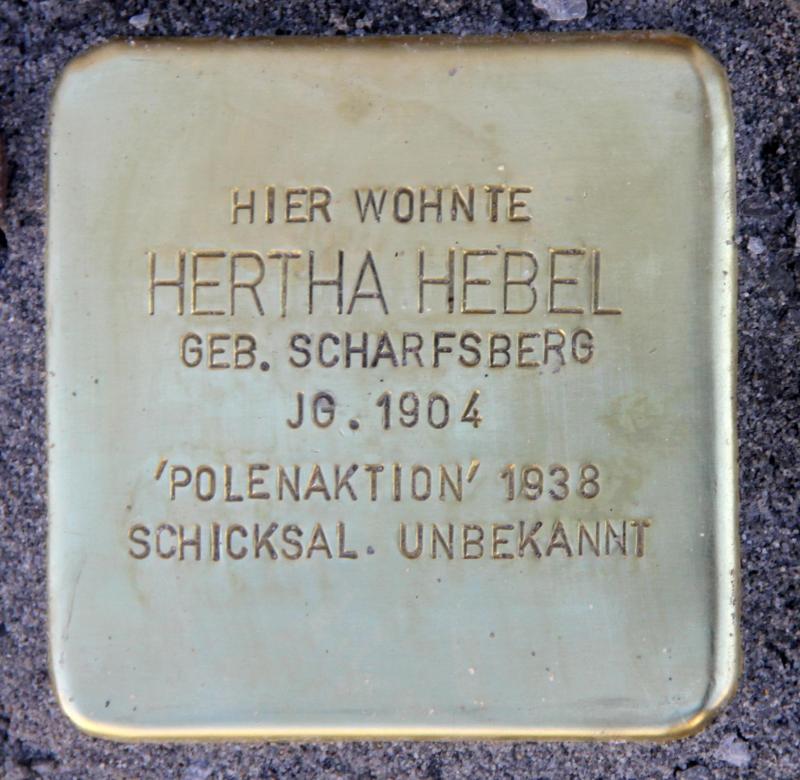 HIER WOHNTE
HERTHA HEBEL
GEB. SCHARFSBERG
JG. 1904
'POLENAKTION' 1938
SCHICKSAL. UNBEKANNT